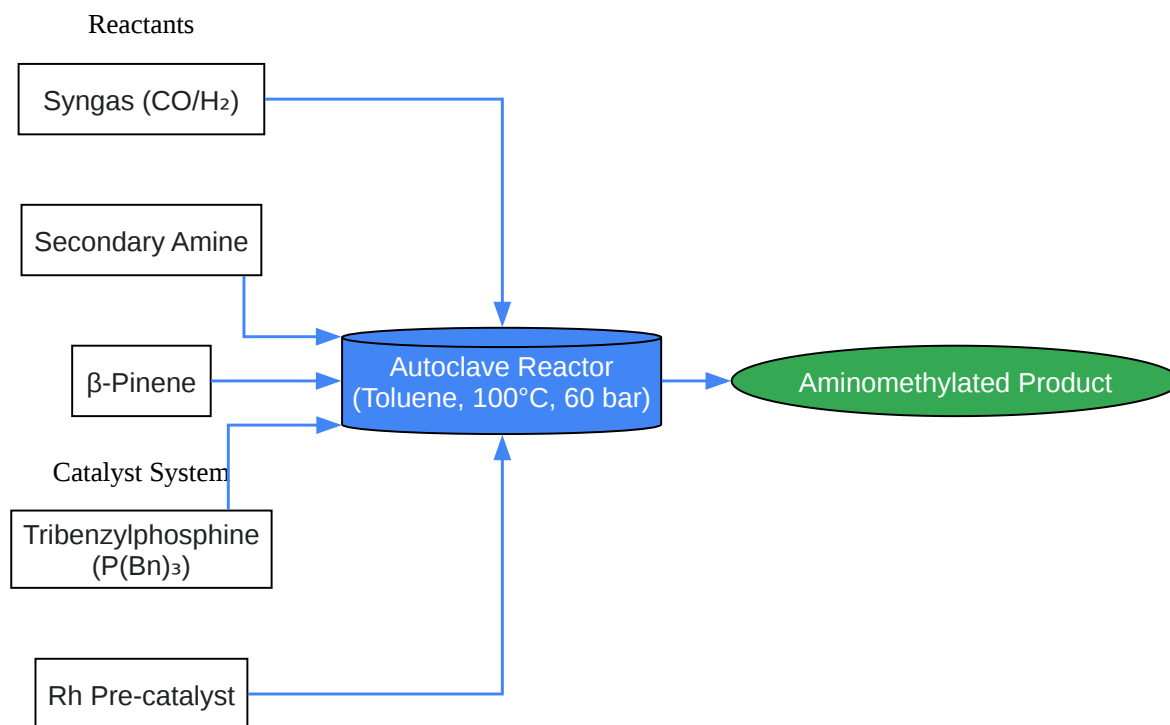 Reactants
Syngas (CO/H₂)
Secondary Amine
β-Pinene
Autoclave Reactor
(Toluene, 100°C, 60 bar)
Aminomethylated Product
Catalyst System
Tribenzylphosphine
(P(Bn)₃)
Rh Pre-catalyst